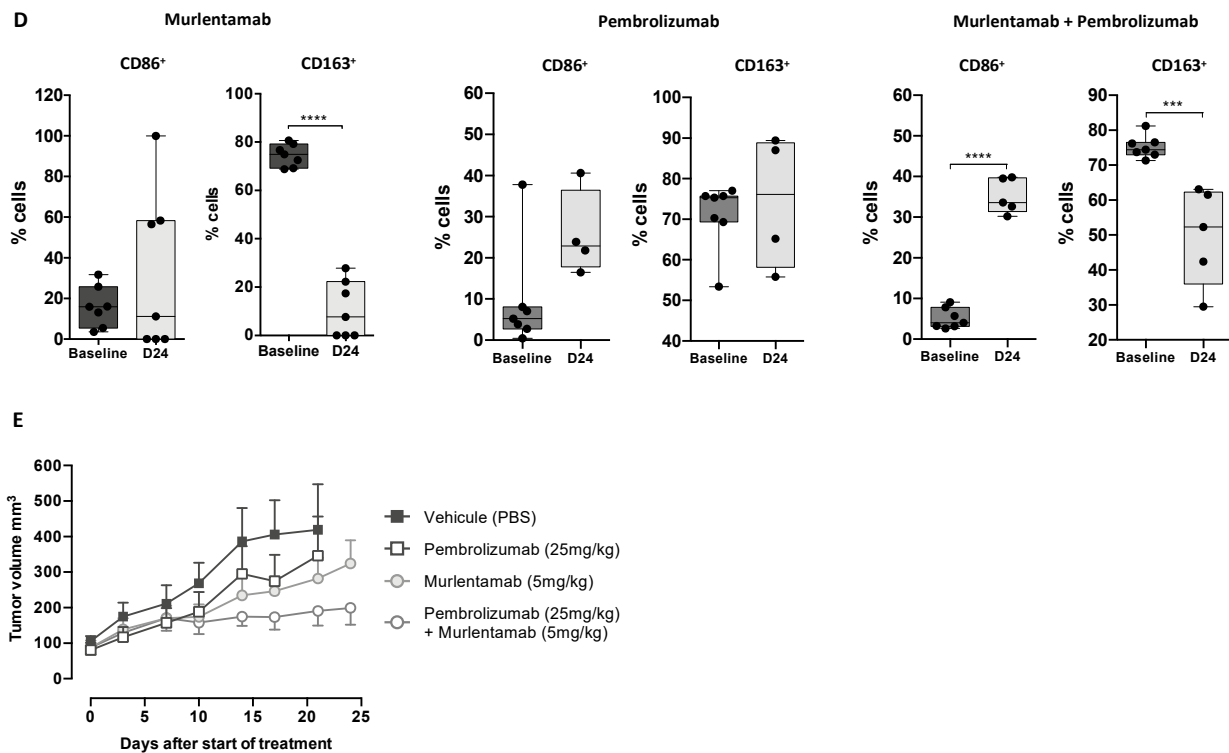 D
Murlentamab
Pembrolizumab
Murlentamab + Pembrolizumab
CD86+
CD163+
CD86+
CD163+
CD86+
CD163+
% cells
120
100
80
60
40
20
0
Baseline
D24
% cells
100
80
60
40
20
0
****
Baseline
D24
% cells
60
50
40
30
20
10
0
Baseline
D24
% cells
100
90
80
70
60
50
40
Baseline
D24
% cells
60
50
40
30
20
10
0
****
Baseline
D24
% cells
90
80
70
60
50
40
30
20
***
Baseline
D24
E
Tumor volume mm³
600
500
400
300
200
100
0
0
5
10
15
20
25
Days after start of treatment
Vehicule (PBS)
Pembrolizumab (25mg/kg)
Murlentamab (5mg/kg)
Pembrolizumab (25mg/kg)
+ Murlentamab (5mg/kg)